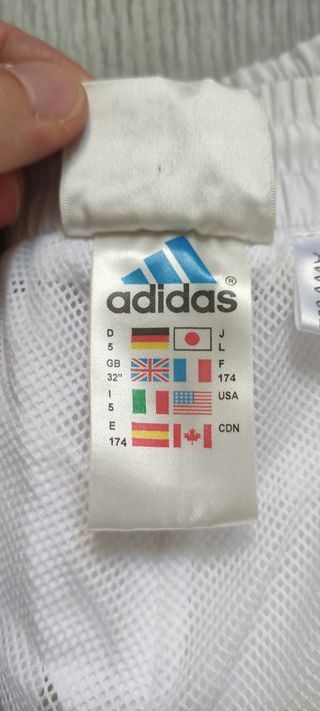 adidas®
D J
5 L
GB F
32" 174
I USA
5
E CDN
174